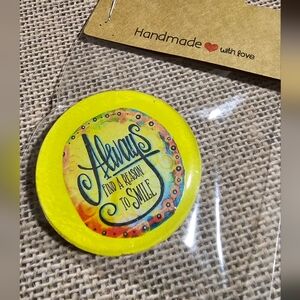 Handmade ❤ with love
Always
FIND A REASON
TO SMILE